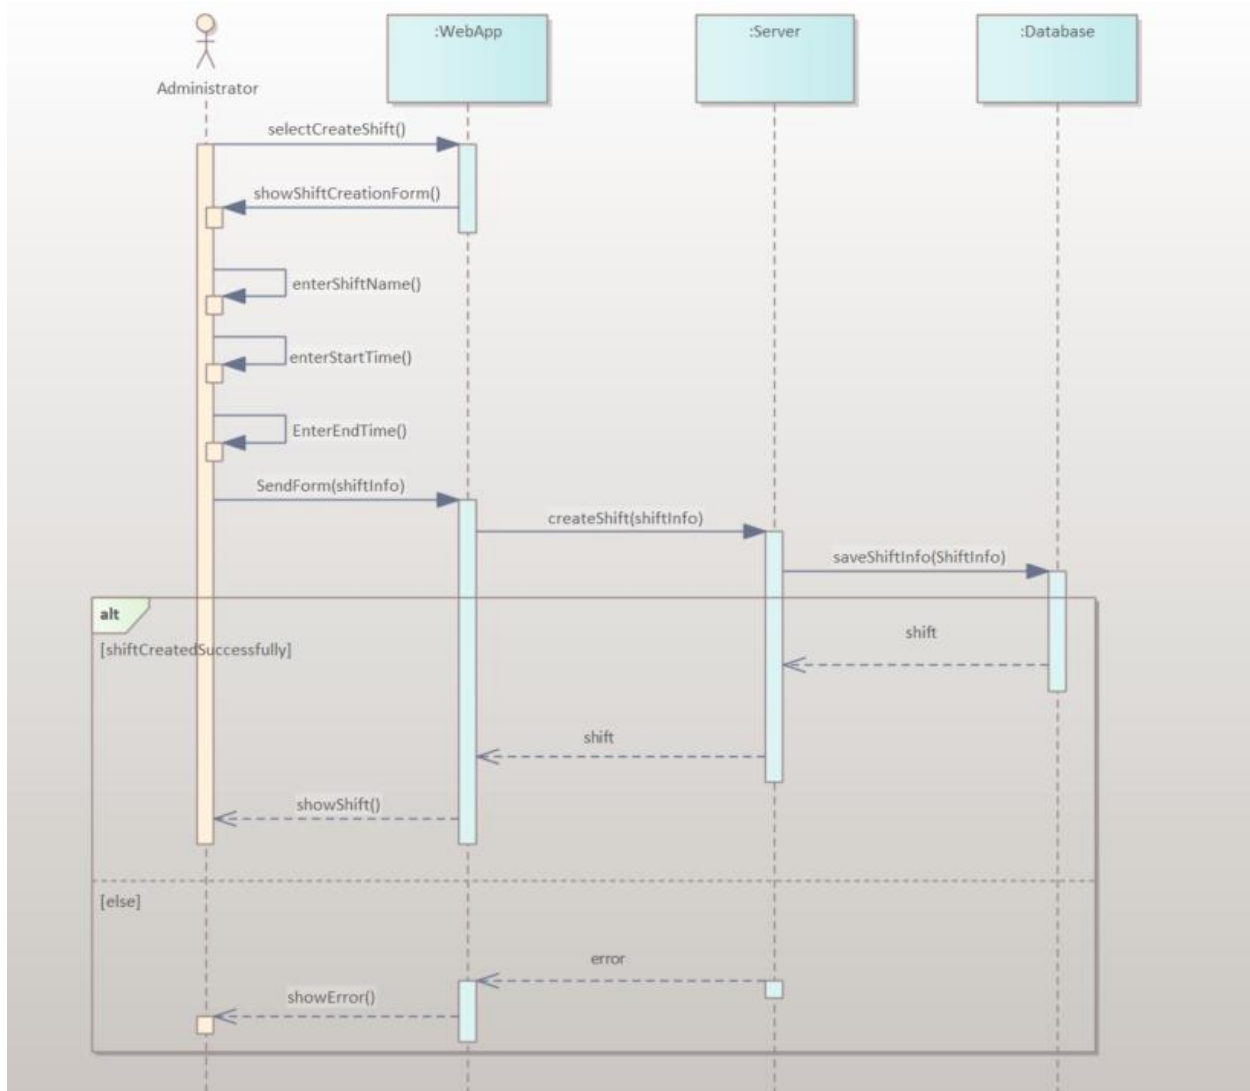 :WebApp
:Server
:Database
Administrator
selectCreateShift()
showShiftCreationForm()
enterShiftName()
enterStartTime()
EnterEndTime()
SendForm(shiftInfo)
createShift(shiftInfo)
saveShiftInfo(ShiftInfo)
alt
[shiftCreatedSuccessfully]
shift
shift
showShift()
[else]
error
showError()